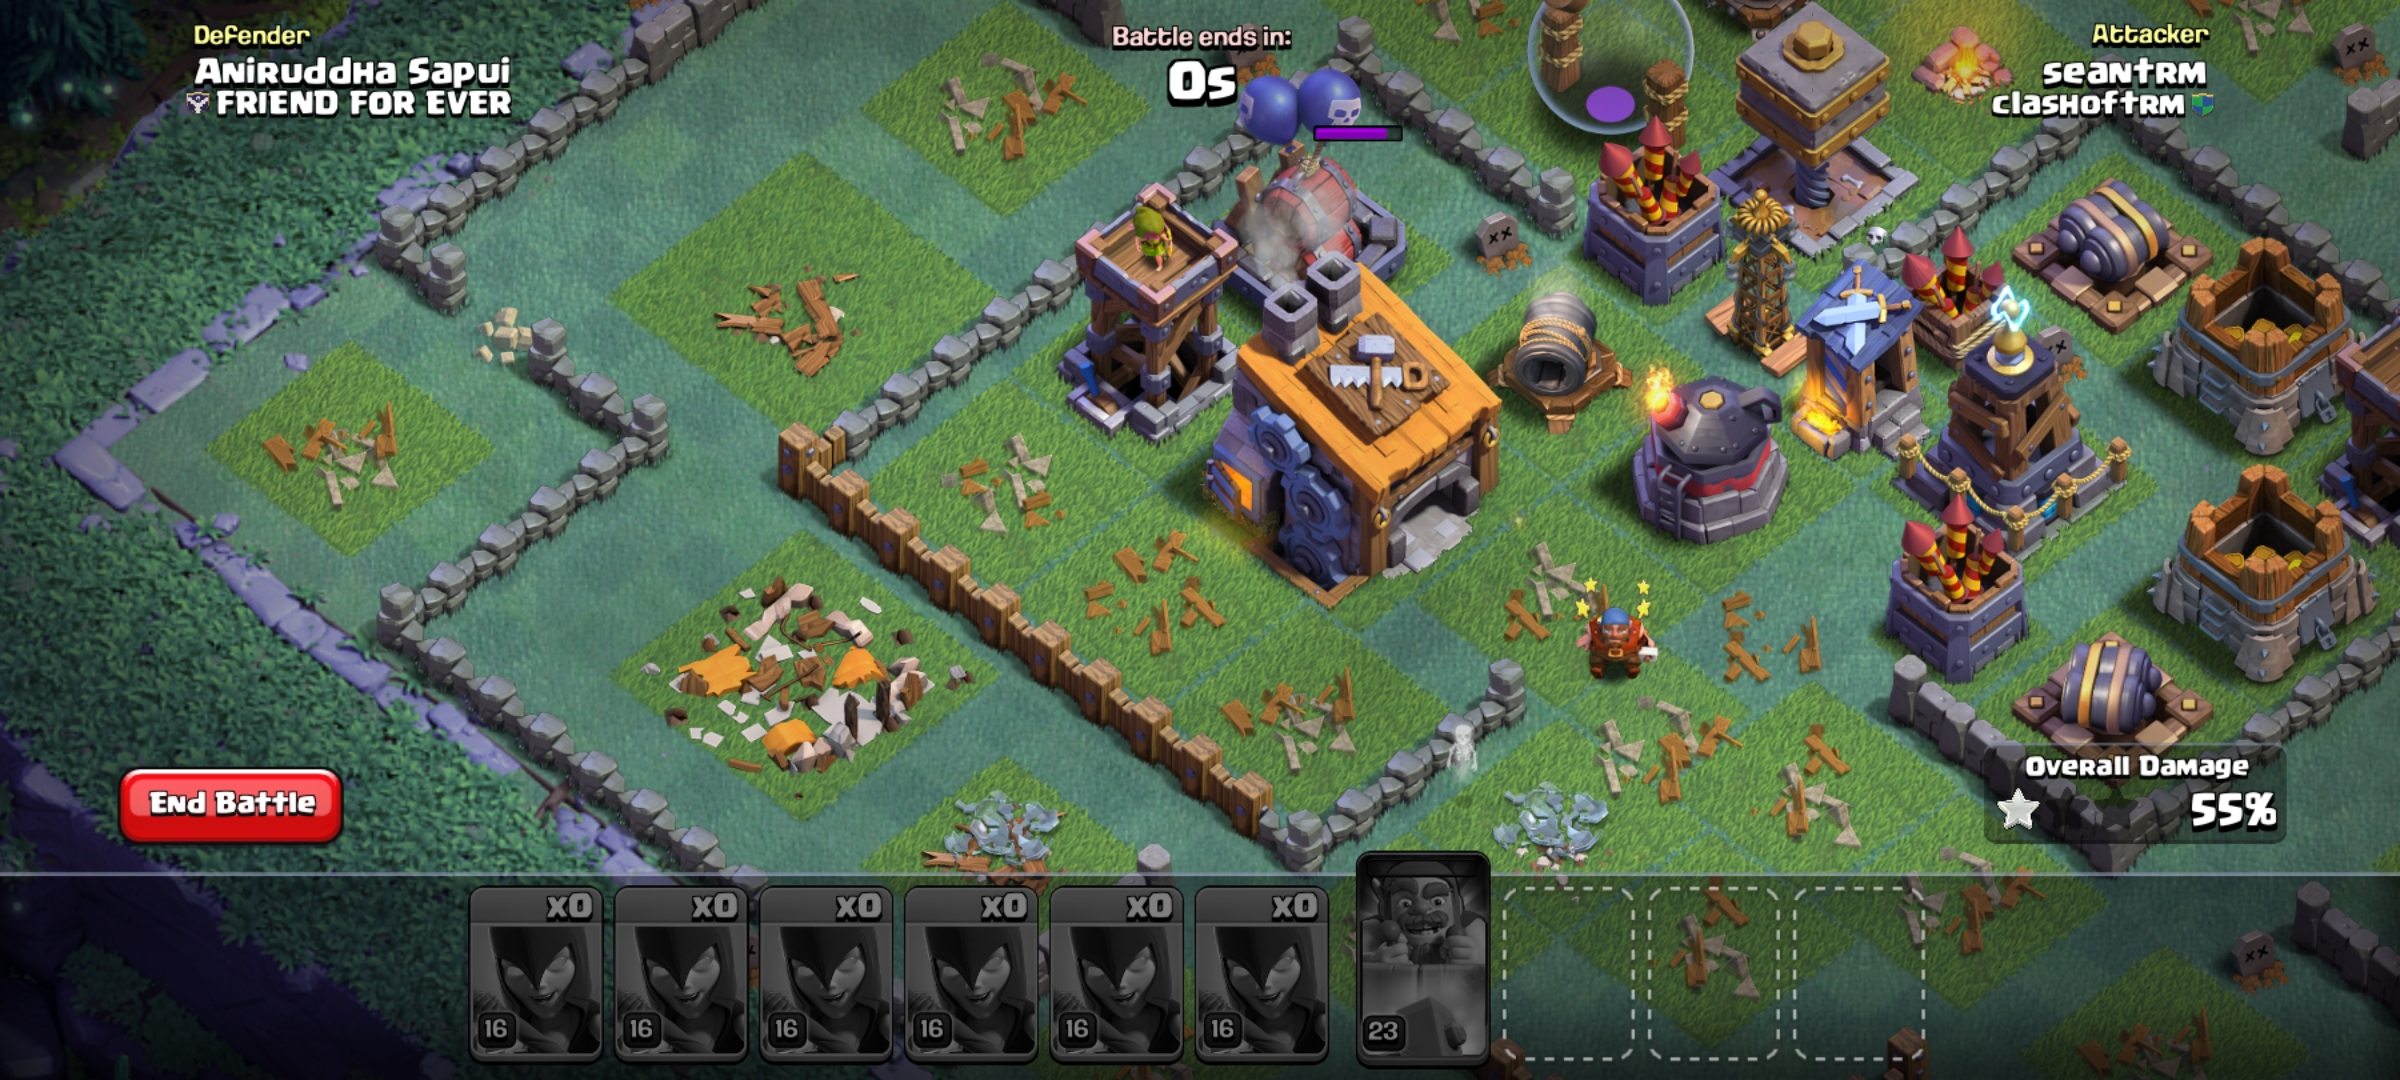 Defender
Aniruddha Sapui
FRIEND FOR EVER
Battle ends in:
0s
Attacker
seantRM
clashoftRM
End Battle
Overall Damage
55%
x0
x0
x0
x0
x0
x0
16
16
16
16
16
16
23